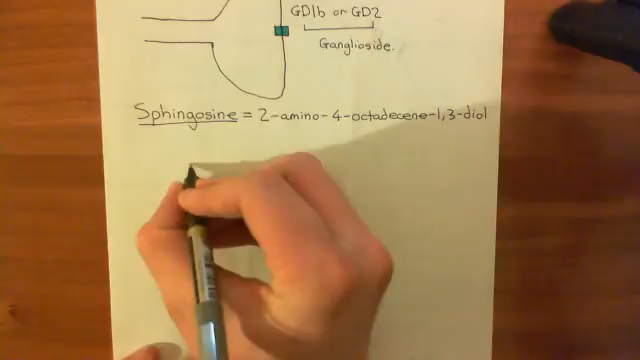 GD1b or GD2
Ganglioside.
Sphingosine = 2-amino-4-octadecene-1,3-diol